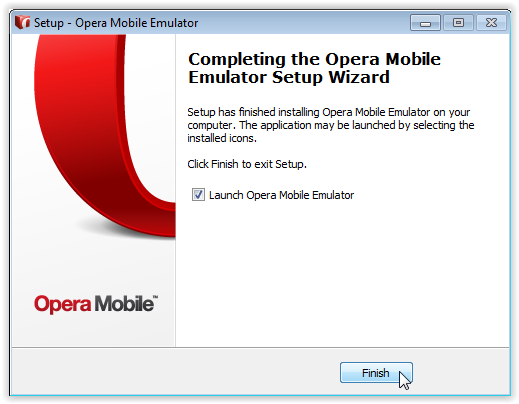 Setup - Opera Mobile Emulator
Completing the Opera Mobile
Emulator Setup Wizard
Setup has finished installing Opera Mobile Emulator on your
computer. The application may be launched by selecting the
installed icons.
Click Finish to exit Setup.
Launch Opera Mobile Emulator
Opera Mobile™
Finish